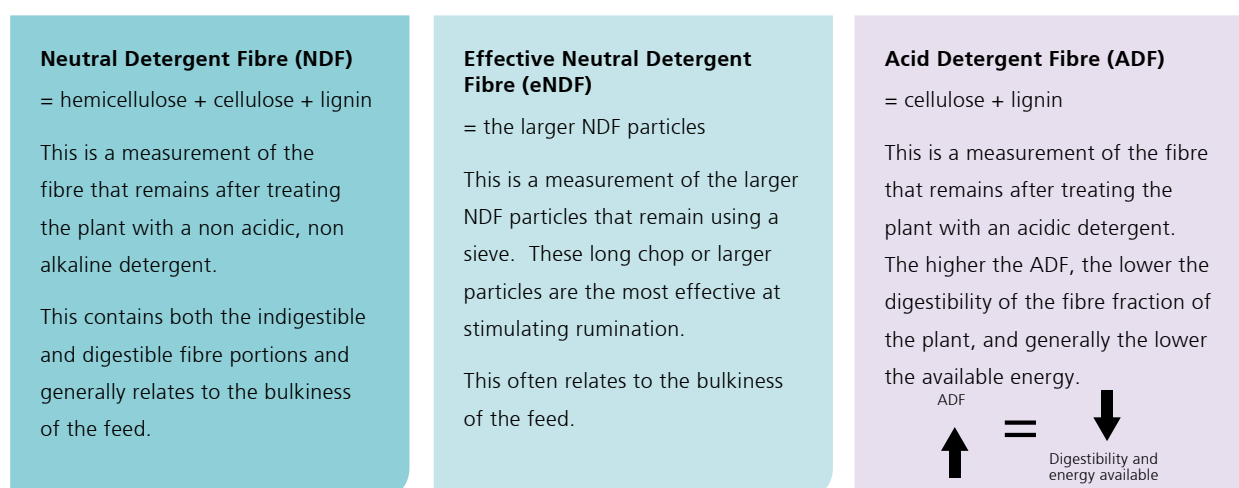 Neutral Detergent Fibre (NDF)
= hemicellulose + cellulose + lignin
This is a measurement of the
fibre that remains after treating
the plant with a non acidic, non
alkaline detergent.
This contains both the indigestible
and digestible fibre portions and
generally relates to the bulkiness
of the feed.
Effective Neutral Detergent
Fibre (eNDF)
= the larger NDF particles
This is a measurement of the larger
NDF particles that remain using a
sieve.  These long chop or larger
particles are the most effective at
stimulating rumination.
This often relates to the bulkiness
of the feed.
Acid Detergent Fibre (ADF)
= cellulose + lignin
This is a measurement of the fibre
that remains after treating the
plant with an acidic detergent.
The higher the ADF, the lower the
digestibility of the fibre fraction of
the plant, and generally the lower
the available energy.
ADF
=
Digestibility and
energy available